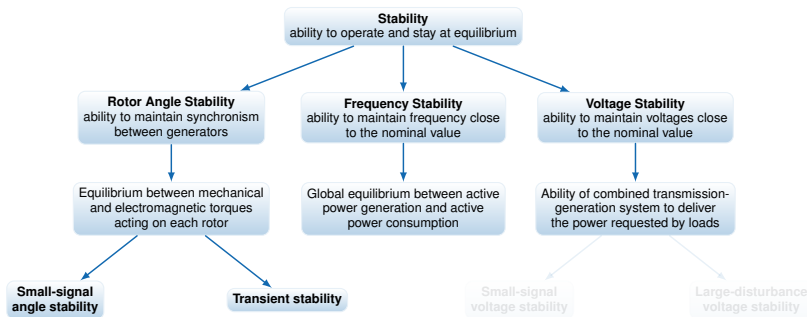 Stability
ability to operate and stay at equilibrium
Rotor Angle Stability
ability to maintain synchronism
between generators
Frequency Stability
ability to maintain frequency close
to the nominal value
Voltage Stability
ability to maintain voltages close
to the nominal value
Equilibrium between mechanical
and electromagnetic torques
acting on each rotor
Global equilibrium between active
power generation and active
power consumption
Ability of combined transmission-
generation system to deliver
the power requested by loads
Small-signal
angle stability
Transient stability
Small-signal
voltage stability
Large-disturbance
voltage stability